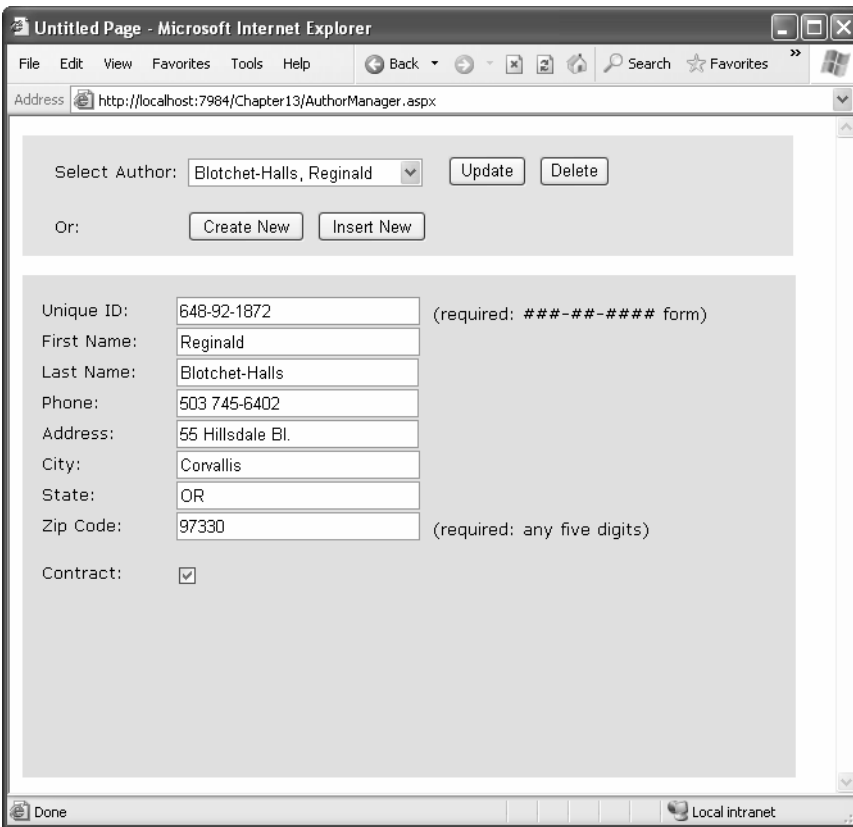 Untitled Page - Microsoft Internet Explorer
File Edit View Favorites Tools Help Back Search Favorites »
Address http://localhost:7984/Chapter13/AuthorManager.aspx
Select Author: Blotchet-Halls, Reginald Update Delete
Or: Create New Insert New
Unique ID: 648-92-1872 (required: ###-##-#### form)
First Name: Reginald
Last Name: Blotchet-Halls
Phone: 503 745-6402
Address: 55 Hillsdale Bl.
City: Corvallis
State: OR
Zip Code: 97330 (required: any five digits)
Contract:
Done Local intranet